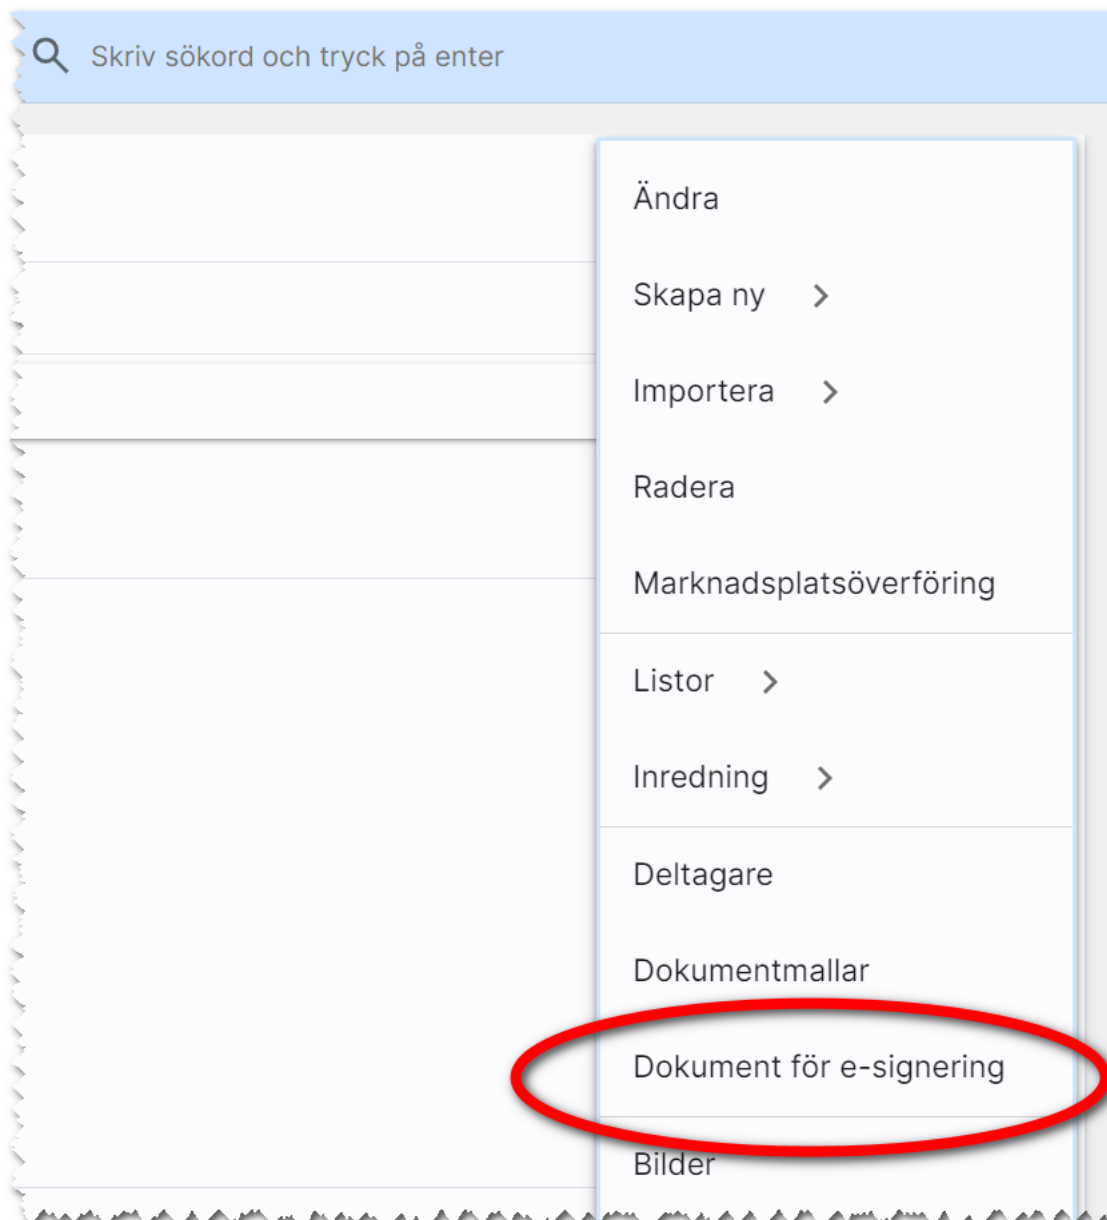 Skriv sökord och tryck på enter
Ändra
Skapa ny
Importera
Radera
Marknadsplatsöverföring
Listor
Inredning
Deltagare
Dokumentmallar
Dokument för e-signering
Bilder